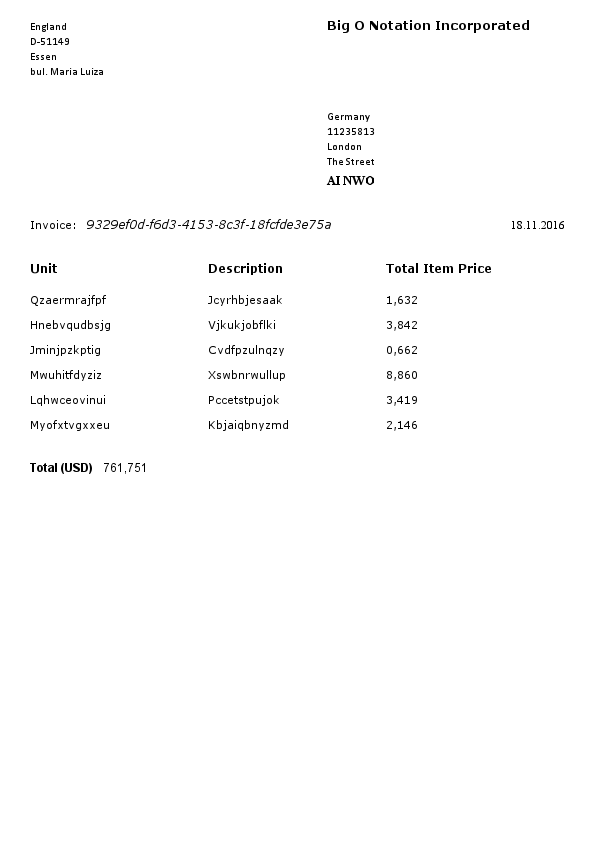 England
D-51149
Essen
bul. Maria Luiza
Big O Notation Incorporated
Germany
11235813
London
The Street
AI NWO
Invoice: 9329ef0d-f6d3-4153-8c3f-18fcfde3e75a 18.11.2016
Unit Description Total Item Price
Qzaermrajfpf Jcyrhbjesaak 1,632
Hnebvqudbsjg Vjkukjobflki 3,842
Jminjpzkptig Cvdfpzulnqzy 0,662
Mwuhitfdyziz Xswbnrwullup 8,860
Lqhwceovinui Pccetstpujok 3,419
Myofxtvgxxeu Kbjaiqbnyzmd 2,146
Total (USD) 761,751